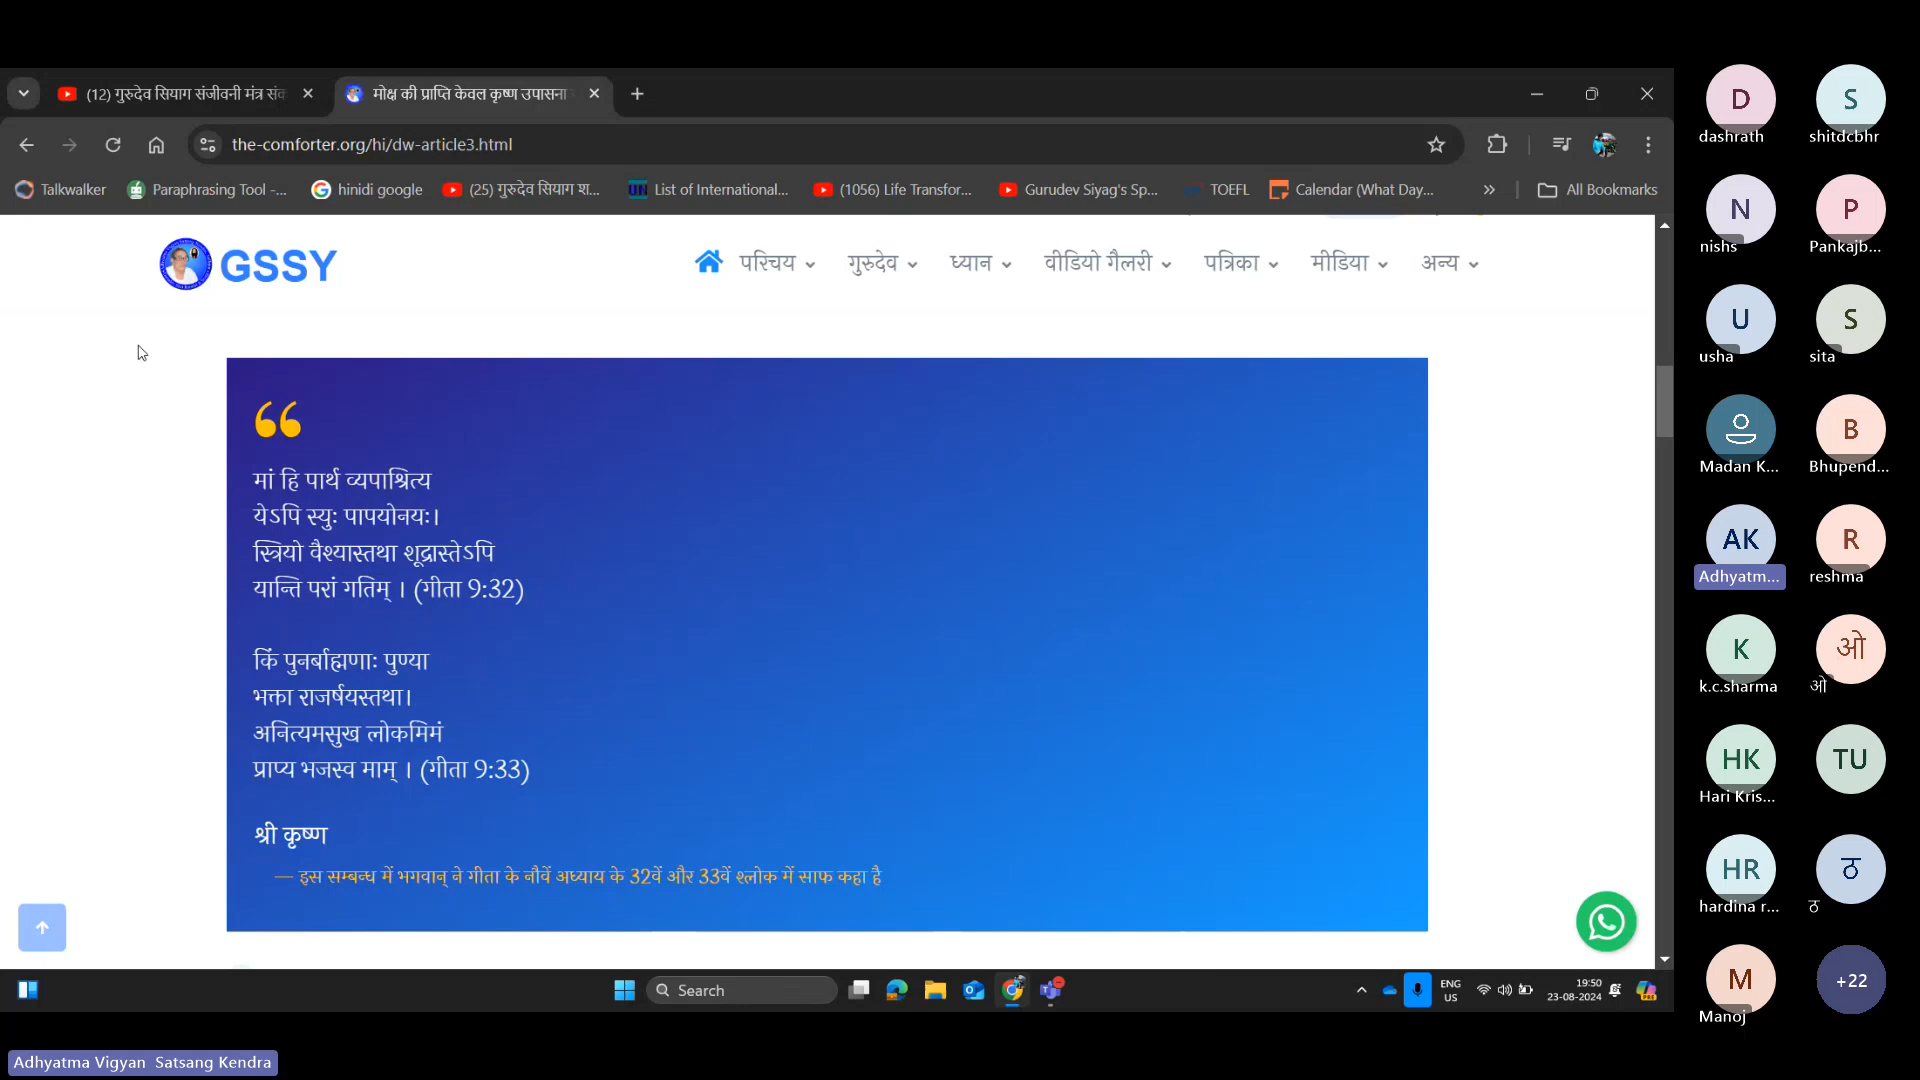 (12) गुरुदेव सियाग संजीवनी मंत्र संव
मोक्ष की प्राप्ति केवल कृष्ण उपासना
the-comforter.org/hi/dw-article3.html
Talkwalker
Paraphrasing Tool -...
hinidi google
(25) गुरुदेव सियाग श...
UN List of International...
(1056) Life Transfor...
Gurudev Siyag's Sp...
TOEFL
Calendar (What Day...
All Bookmarks
GSSY
परिचय
गुरुदेव
ध्यान
वीडियो गैलरी
पत्रिका
मीडिया
अन्य
“
मां हि पार्थ व्यपाश्रित्य
येऽपि स्युः पापयोनयः।
स्त्रियो वैश्यास्तथा शूद्रास्तेऽपि
यान्ति परां गतिम् । (गीता 9:32)
किं पुनर्बाह्मणाः पुण्या
भक्ता राजर्षयस्तथा।
अनित्यमसुख लोकमिमं
प्राप्य भजस्व माम् । (गीता 9:33)
श्री कृष्ण
— इस सम्बन्ध में भगवान् ने गीता के नौवें अध्याय के 32वें और 33वें श्लोक में साफ कहा है
Search
ENG
US
19:50
23-08-2024
D
dashrath
S
shitdcbhr
N
nishs
P
Pankajb...
U
usha
S
sita
Madan K...
B
Bhupend...
AK
Adhyatm...
R
reshma
K
k.c.sharma
ओ
ओ
HK
Hari Kris...
TU
HR
hardina r...
ठ
ठ
M
Manoj
+22
Adhyatma Vigyan Satsang Kendra